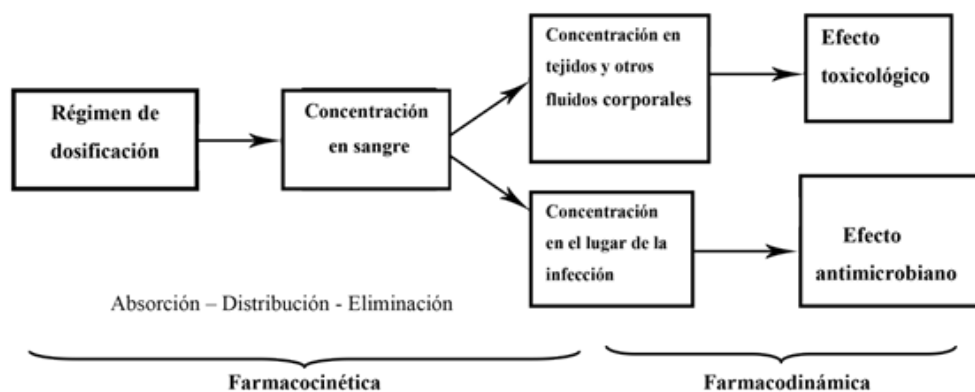 Régimen de
dosificación
Concentración
en sangre
Concentración en
tejidos y otros
fluidos corporales
Efecto
toxicológico
Concentración
en el lugar de la
infección
Efecto
antimicrobiano
Absorción – Distribución - Eliminación
Farmacocinética
Farmacodinámica